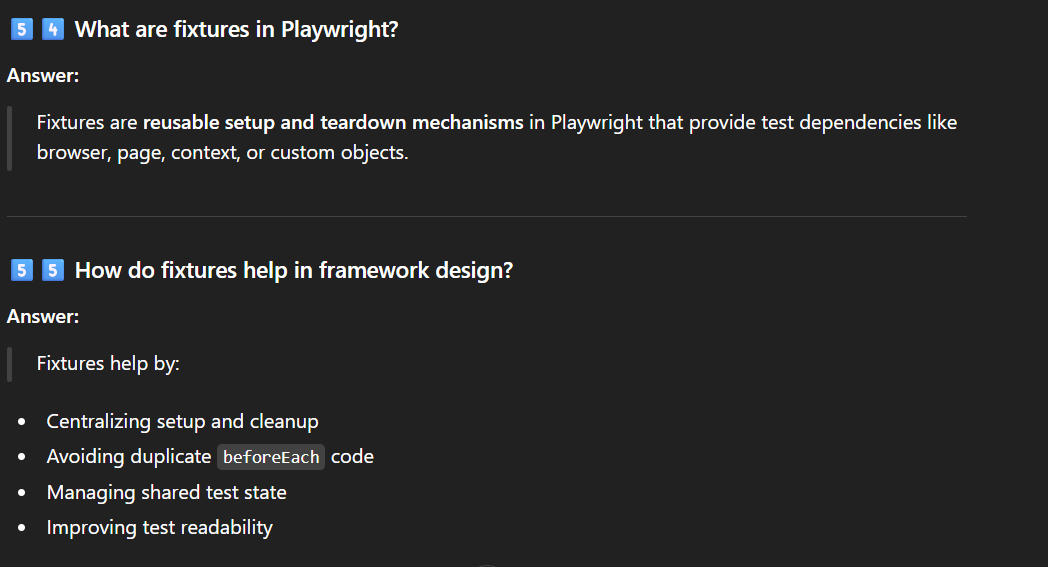 5️⃣ 4️⃣ What are fixtures in Playwright?
Answer:
Fixtures are reusable setup and teardown mechanisms in Playwright that provide test dependencies like
browser, page, context, or custom objects.
5️⃣ 5️⃣ How do fixtures help in framework design?
Answer:
Fixtures help by:
• Centralizing setup and cleanup
• Avoiding duplicate beforeEach code
• Managing shared test state
• Improving test readability